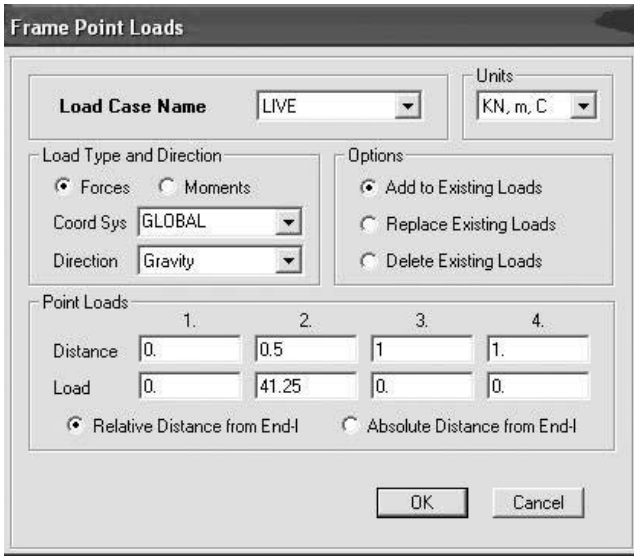 Frame Point Loads
Units
Load Case Name LIVE KN, m, C
Load Type and Direction Options
Forces Moments Add to Existing Loads
Coord Sys GLOBAL Replace Existing Loads
Direction Gravity Delete Existing Loads
Point Loads
1. 2. 3. 4.
Distance 0. 0.5 1 1.
Load 0. 41.25 0. 0.
Relative Distance from End-I Absolute Distance from End-I
OK Cancel